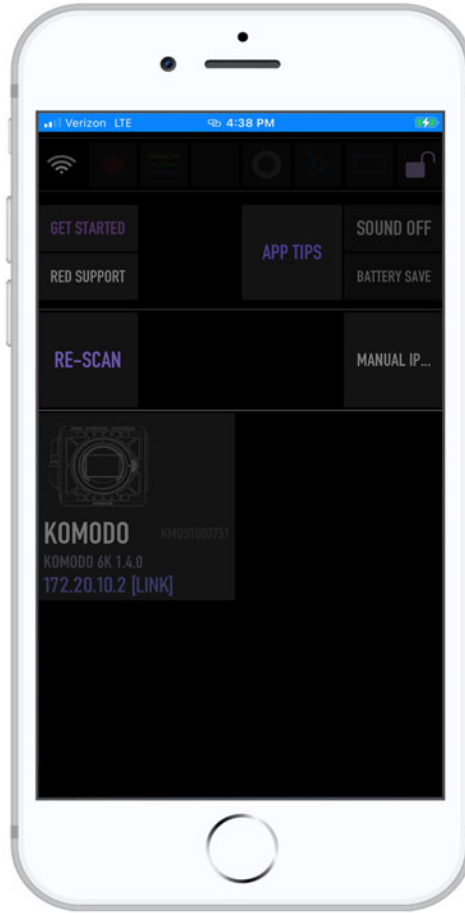 Verizon LTE
4:38 PM
GET STARTED
APP TIPS
SOUND OFF
RED SUPPORT
BATTERY SAVE
RE-SCAN
MANUAL IP...
KOMODO
KMDST000751
KOMODO 6K 1.4.0
172.20.10.2 [LINK]